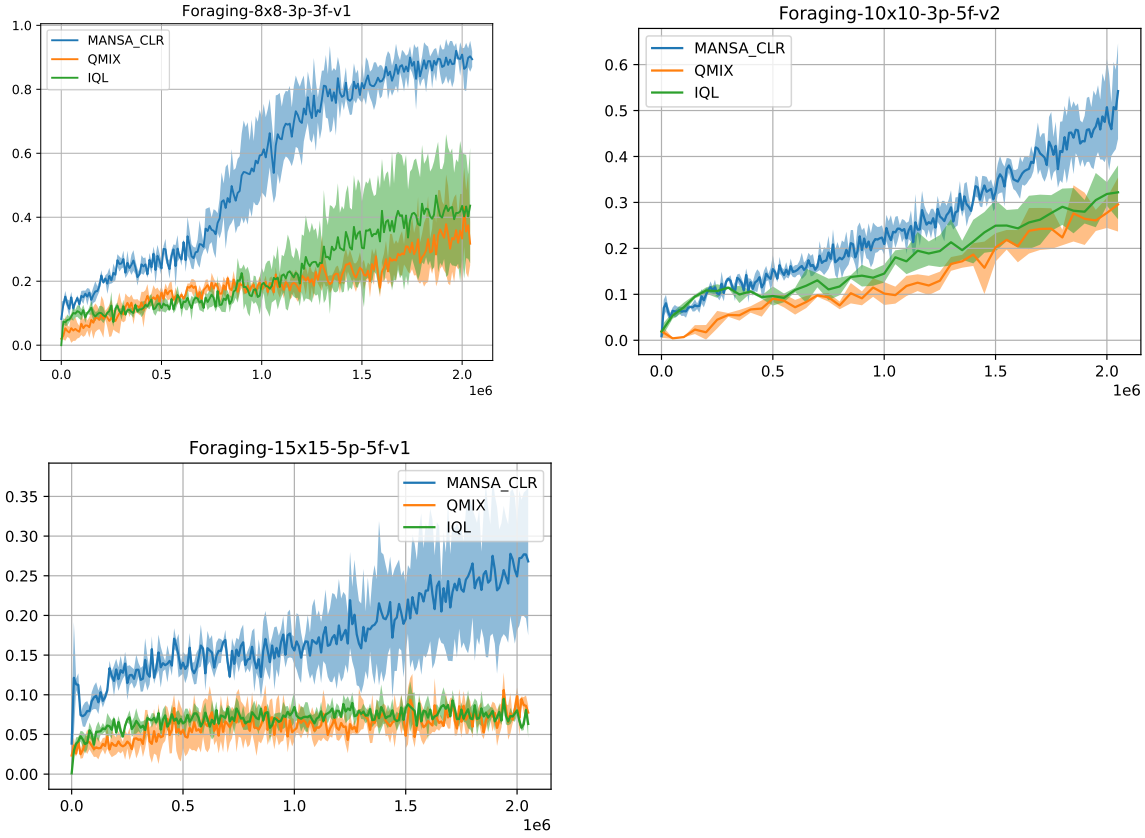 Foraging-8x8-3p-3f-v1
1.0
0.8
0.6
0.4
0.2
0.0
MANSA_CLR
QMIX
IQL
0.0 0.5 1.0 1.5 2.0
1e6
Foraging-10x10-3p-5f-v2
0.6
0.5
0.4
0.3
0.2
0.1
0.0
MANSA_CLR
QMIX
IQL
0.0 0.5 1.0 1.5 2.0
1e6
Foraging-15x15-5p-5f-v1
0.35
0.30
0.25
0.20
0.15
0.10
0.05
0.00
MANSA_CLR
QMIX
IQL
0.0 0.5 1.0 1.5 2.0
1e6